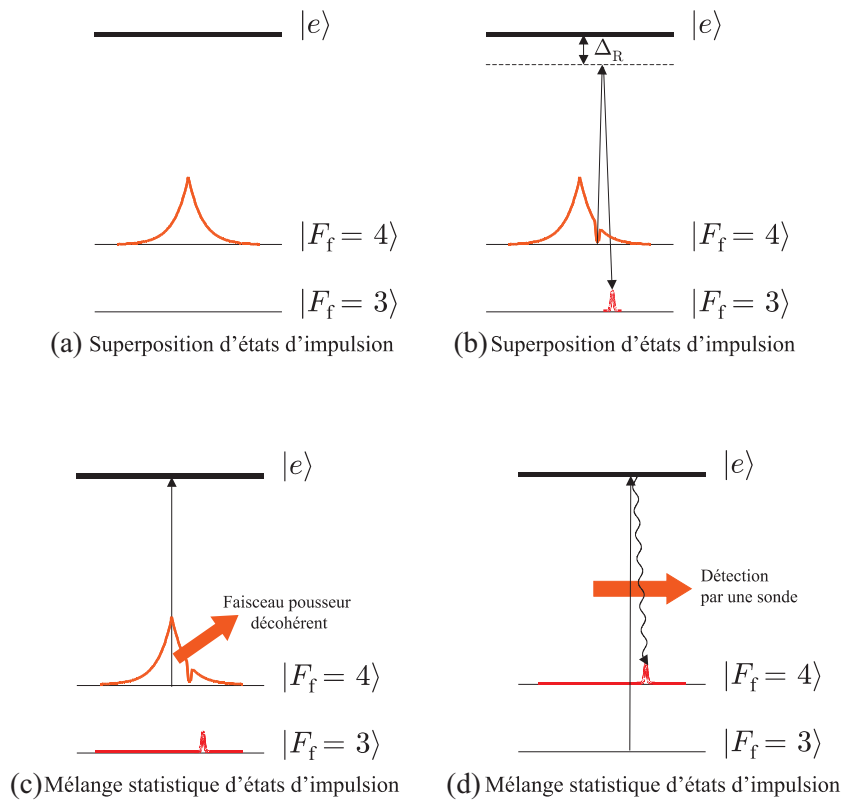 |e⟩
|F_f = 4⟩
|F_f = 3⟩
(a) Superposition d'états d'impulsion
|e⟩
Δ_R
|F_f = 4⟩
|F_f = 3⟩
(b) Superposition d'états d'impulsion
|e⟩
Faisceau pousseur
décohérent
|F_f = 4⟩
|F_f = 3⟩
(c) Mélange statistique d'états d'impulsion
|e⟩
Détection
par une sonde
|F_f = 4⟩
|F_f = 3⟩
(d) Mélange statistique d'états d'impulsion